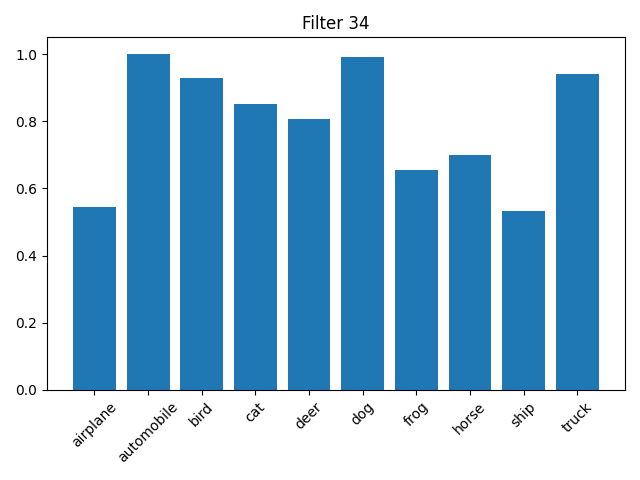 Filter 34
1.0
0.8
0.6
0.4
0.2
0.0
airplane
automobile
bird
cat
deer
dog
frog
horse
ship
truck